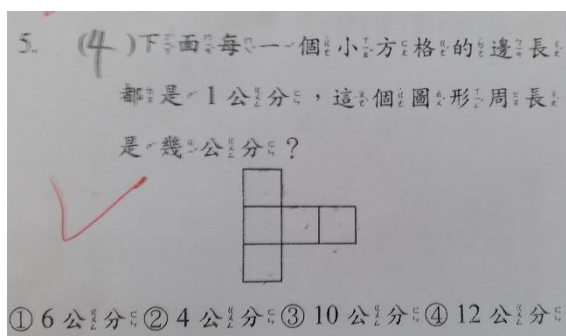 5. (4)下面每一個小方格的邊長
都是1公分，這個圖形周長
是幾公分？
①6公分②4公分③10公分④12公分